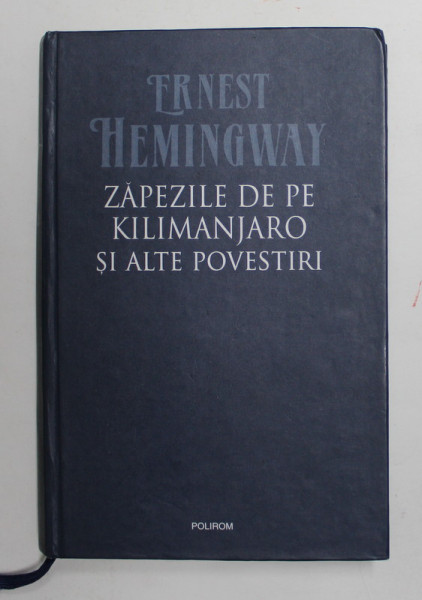 ERNEST
HEMINGWAY
ZĂPEZILE DE PE
KILIMANJARO
ȘI ALTE POVESTIRI
POLIROM